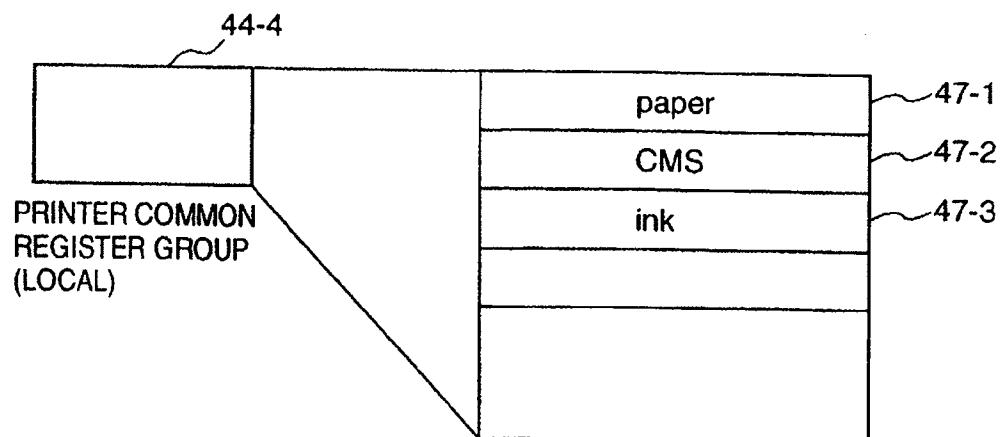 44-4
paper
47-1
CMS
47-2
ink
47-3
PRINTER COMMON
REGISTER GROUP
(LOCAL)